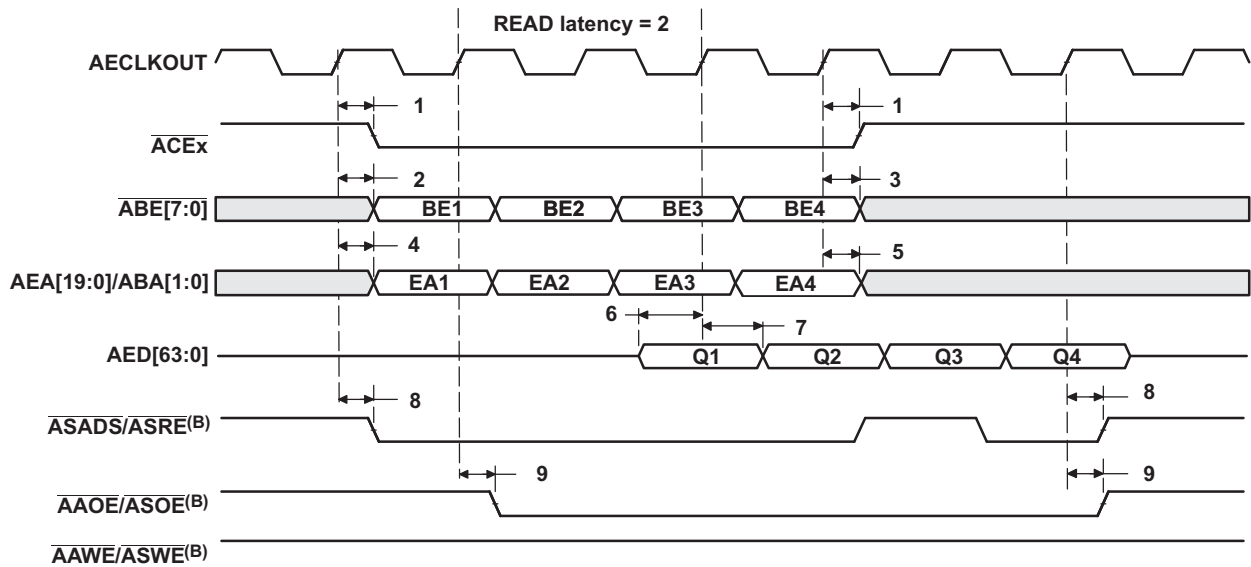 READ latency = 2
AECLKOUT
1 1
ACEx
2 3
ABE[7:0] BE1 BE2 BE3 BE4
4 5
AEA[19:0]/ABA[1:0] EA1 EA2 EA3 EA4
6 7
AED[63:0] Q1 Q2 Q3 Q4
8 8
ASADS/ASRE(B)
9 9
AAOE/ASOE(B)
AAWE/ASWE(B)